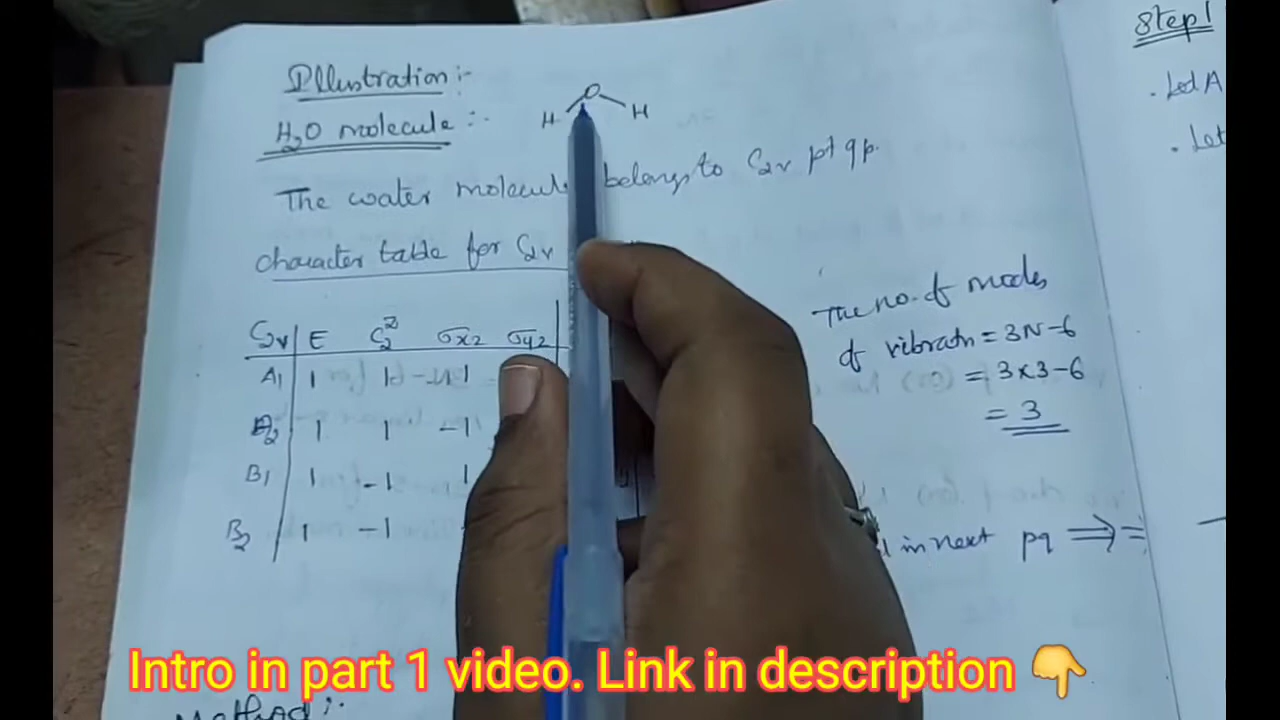 Illustration :-
H2O molecule :-
O
H H
The water molecule belongs to C2v pt gp.
character table for C2v
C2v E C2^z σxz σyz
A1 1 1 1
A2 1 1 -1
B1 1 -1 1
B2 1 -1
The no. of modes
of vibratn = 3N-6
= 3x3-6
= 3
in next pg ⇒ =
Method :-
Step 1
. Let A
. Let
Intro in part 1 video. Link in description 👇